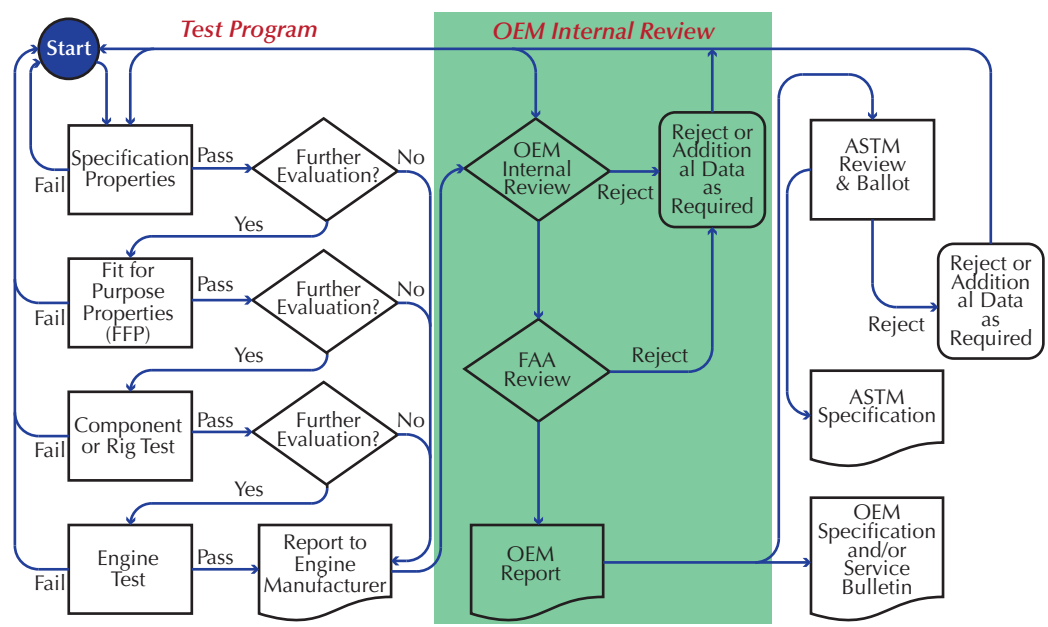 Test Program
OEM Internal Review
Start
Specification
Properties
Pass
Fail
Further
Evaluation?
No
Yes
Fit for
Purpose
Properties
(FFP)
Pass
Fail
Further
Evaluation?
No
Yes
Component
or Rig Test
Pass
Fail
Further
Evaluation?
No
Yes
Engine
Test
Pass
Fail
Report to
Engine
Manufacturer
OEM
Internal
Review
Reject
Reject or
Addition
al Data
as
Required
FAA
Review
Reject
OEM
Report
ASTM
Review
& Ballot
Reject
Reject or
Addition
al Data
as
Required
ASTM
Specification
OEM
Specification
and/or
Service
Bulletin